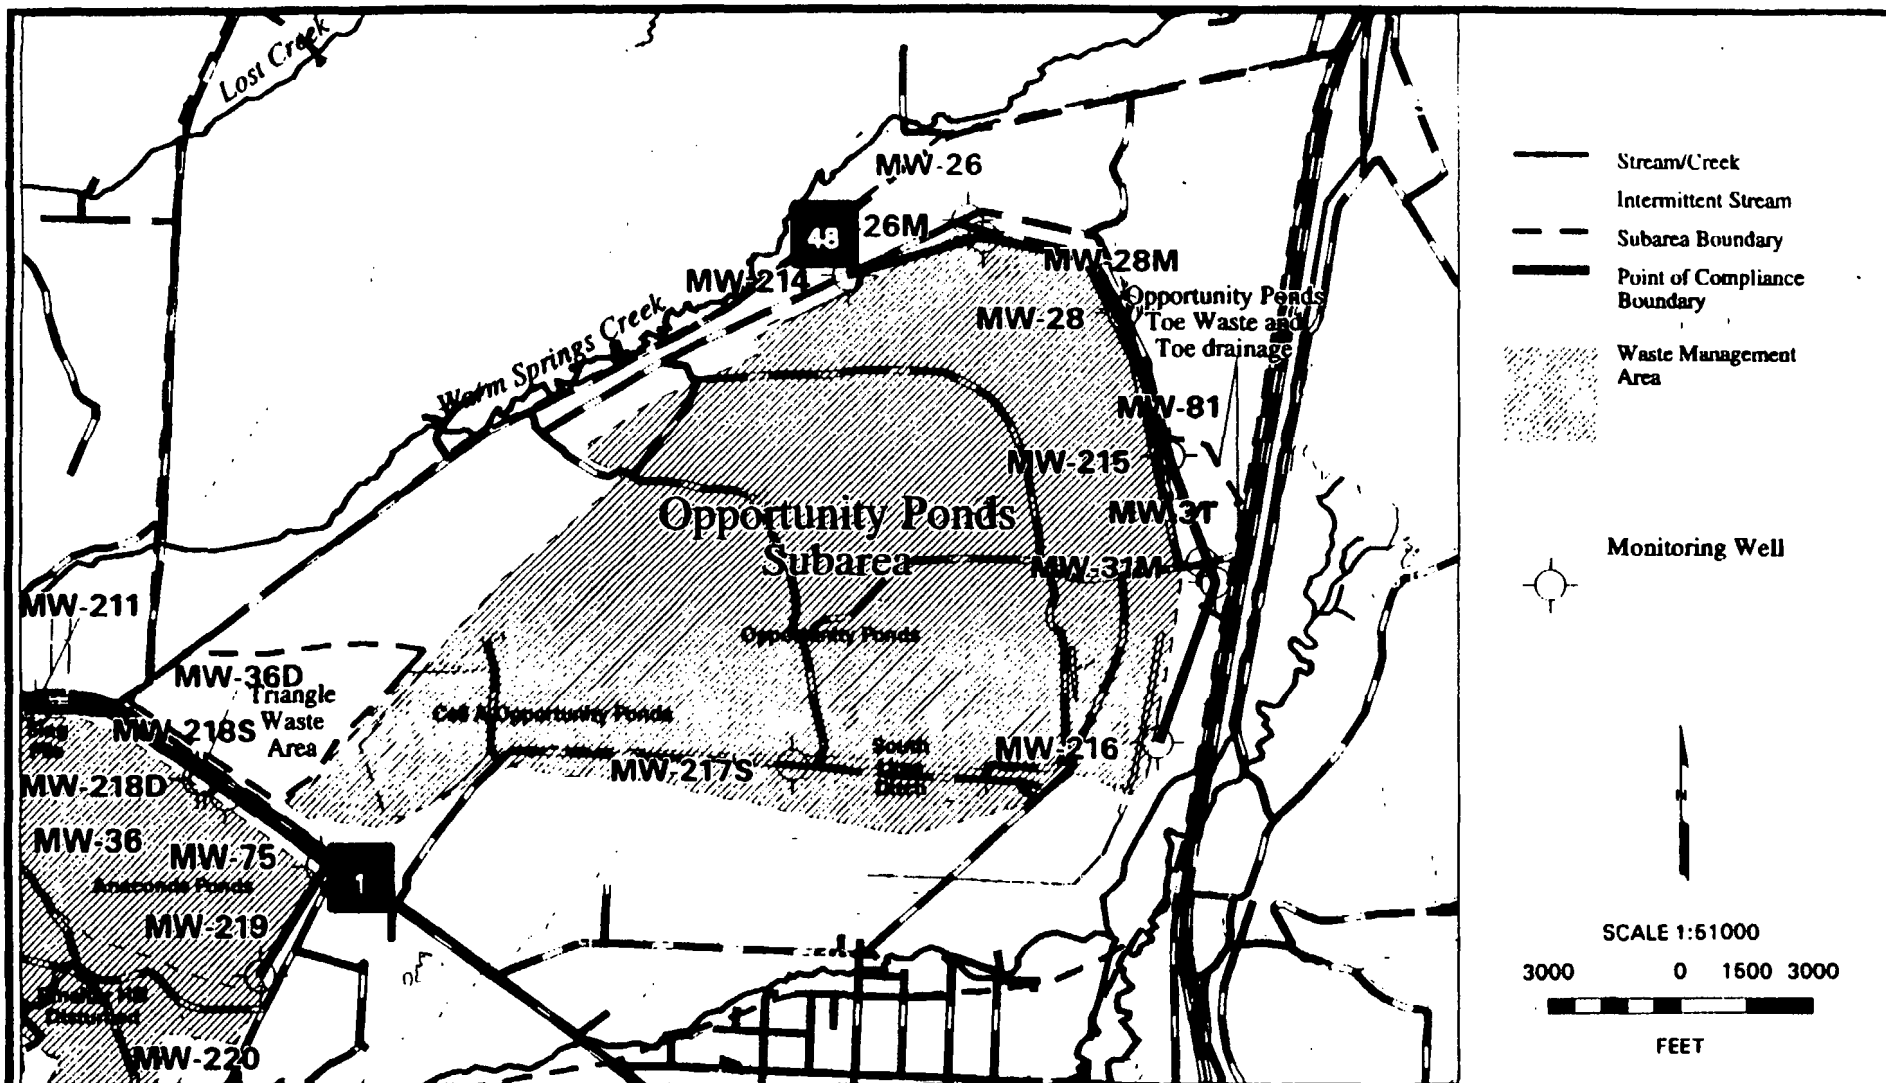 Lost Creek
MW-26
48
26M
MW-214
MW-28M
MW-28
Opportunity Ponds
Toe Waste and
Toe drainage
Warm Springs Creek
MW-81
MW-215
Opportunity Ponds
Subarea
MW-31
MW-31M
MW-211
Opportunity Ponds
MW-36D
Triangle
Waste
Area
MW-218S
Opportunity Ponds
South
Ditch
MW-216
MW-217S
MW-218D
MW-36
MW-75
1
Anaconda Ponds
MW-219
Disturbed
MW-220
Stream/Creek
Intermittent Stream
Subarea Boundary
Point of Compliance
Boundary
Waste Management
Area
Monitoring Well
N
SCALE 1:51000
3000 0 1500 3000
FEET